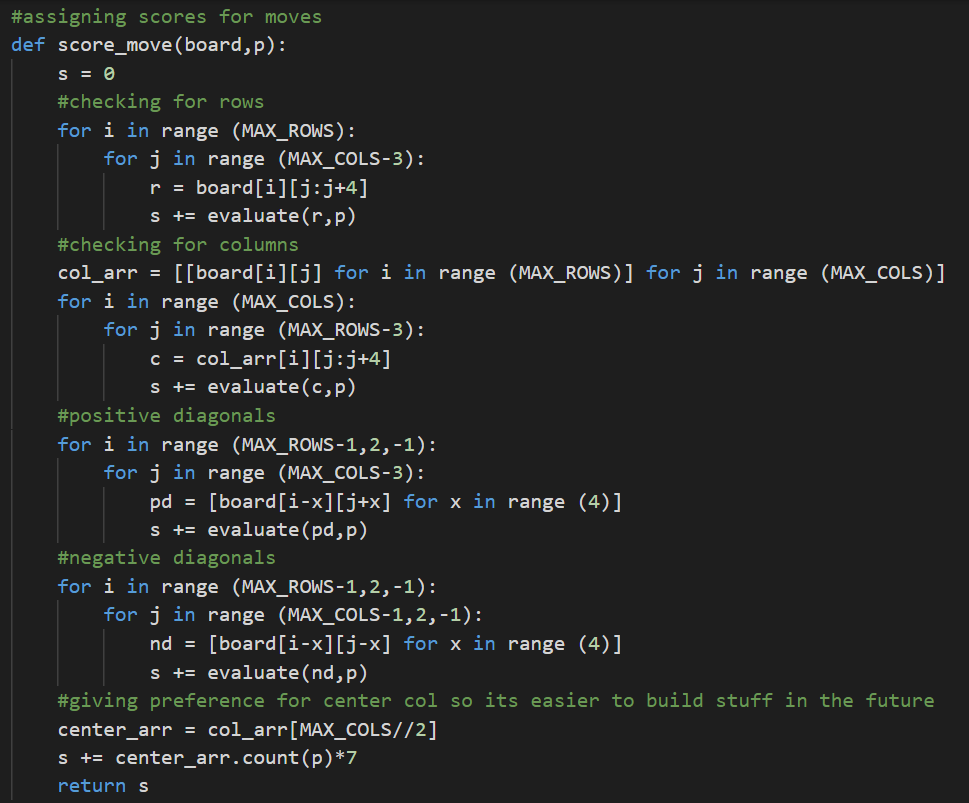 #assigning scores for moves
def score_move(board,p):
    s = 0
    #checking for rows
    for i in range (MAX_ROWS):
        for j in range (MAX_COLS-3):
            r = board[i][j:j+4]
            s += evaluate(r,p)
    #checking for columns
    col_arr = [[board[i][j] for i in range (MAX_ROWS)] for j in range (MAX_COLS)]
    for i in range (MAX_COLS):
        for j in range (MAX_ROWS-3):
            c = col_arr[i][j:j+4]
            s += evaluate(c,p)
    #positive diagonals
    for i in range (MAX_ROWS-1,2,-1):
        for j in range (MAX_COLS-3):
            pd = [board[i-x][j+x] for x in range (4)]
            s += evaluate(pd,p)
    #negative diagonals
    for i in range (MAX_ROWS-1,2,-1):
        for j in range (MAX_COLS-1,2,-1):
            nd = [board[i-x][j-x] for x in range (4)]
            s += evaluate(nd,p)
    #giving preference for center col so its easier to build stuff in the future
    center_arr = col_arr[MAX_COLS//2]
    s += center_arr.count(p)*7
    return s